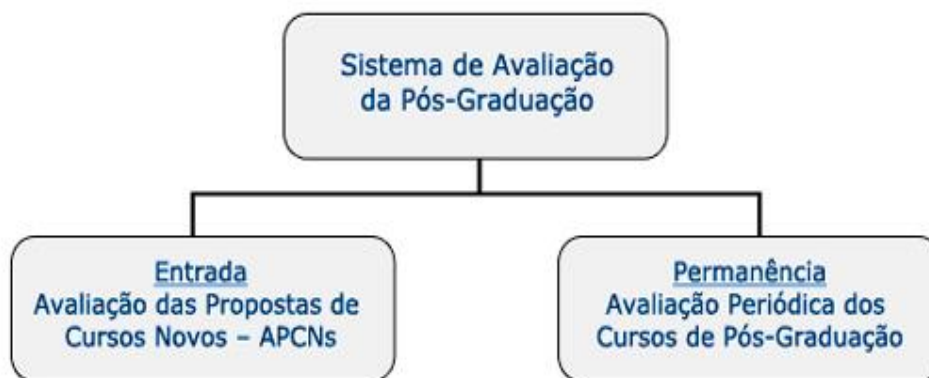 Sistema de Avaliação
da Pós-Graduação
Entrada
Avaliação das Propostas de
Cursos Novos – APCNs
Permanência
Avaliação Periódica dos
Cursos de Pós-Graduação